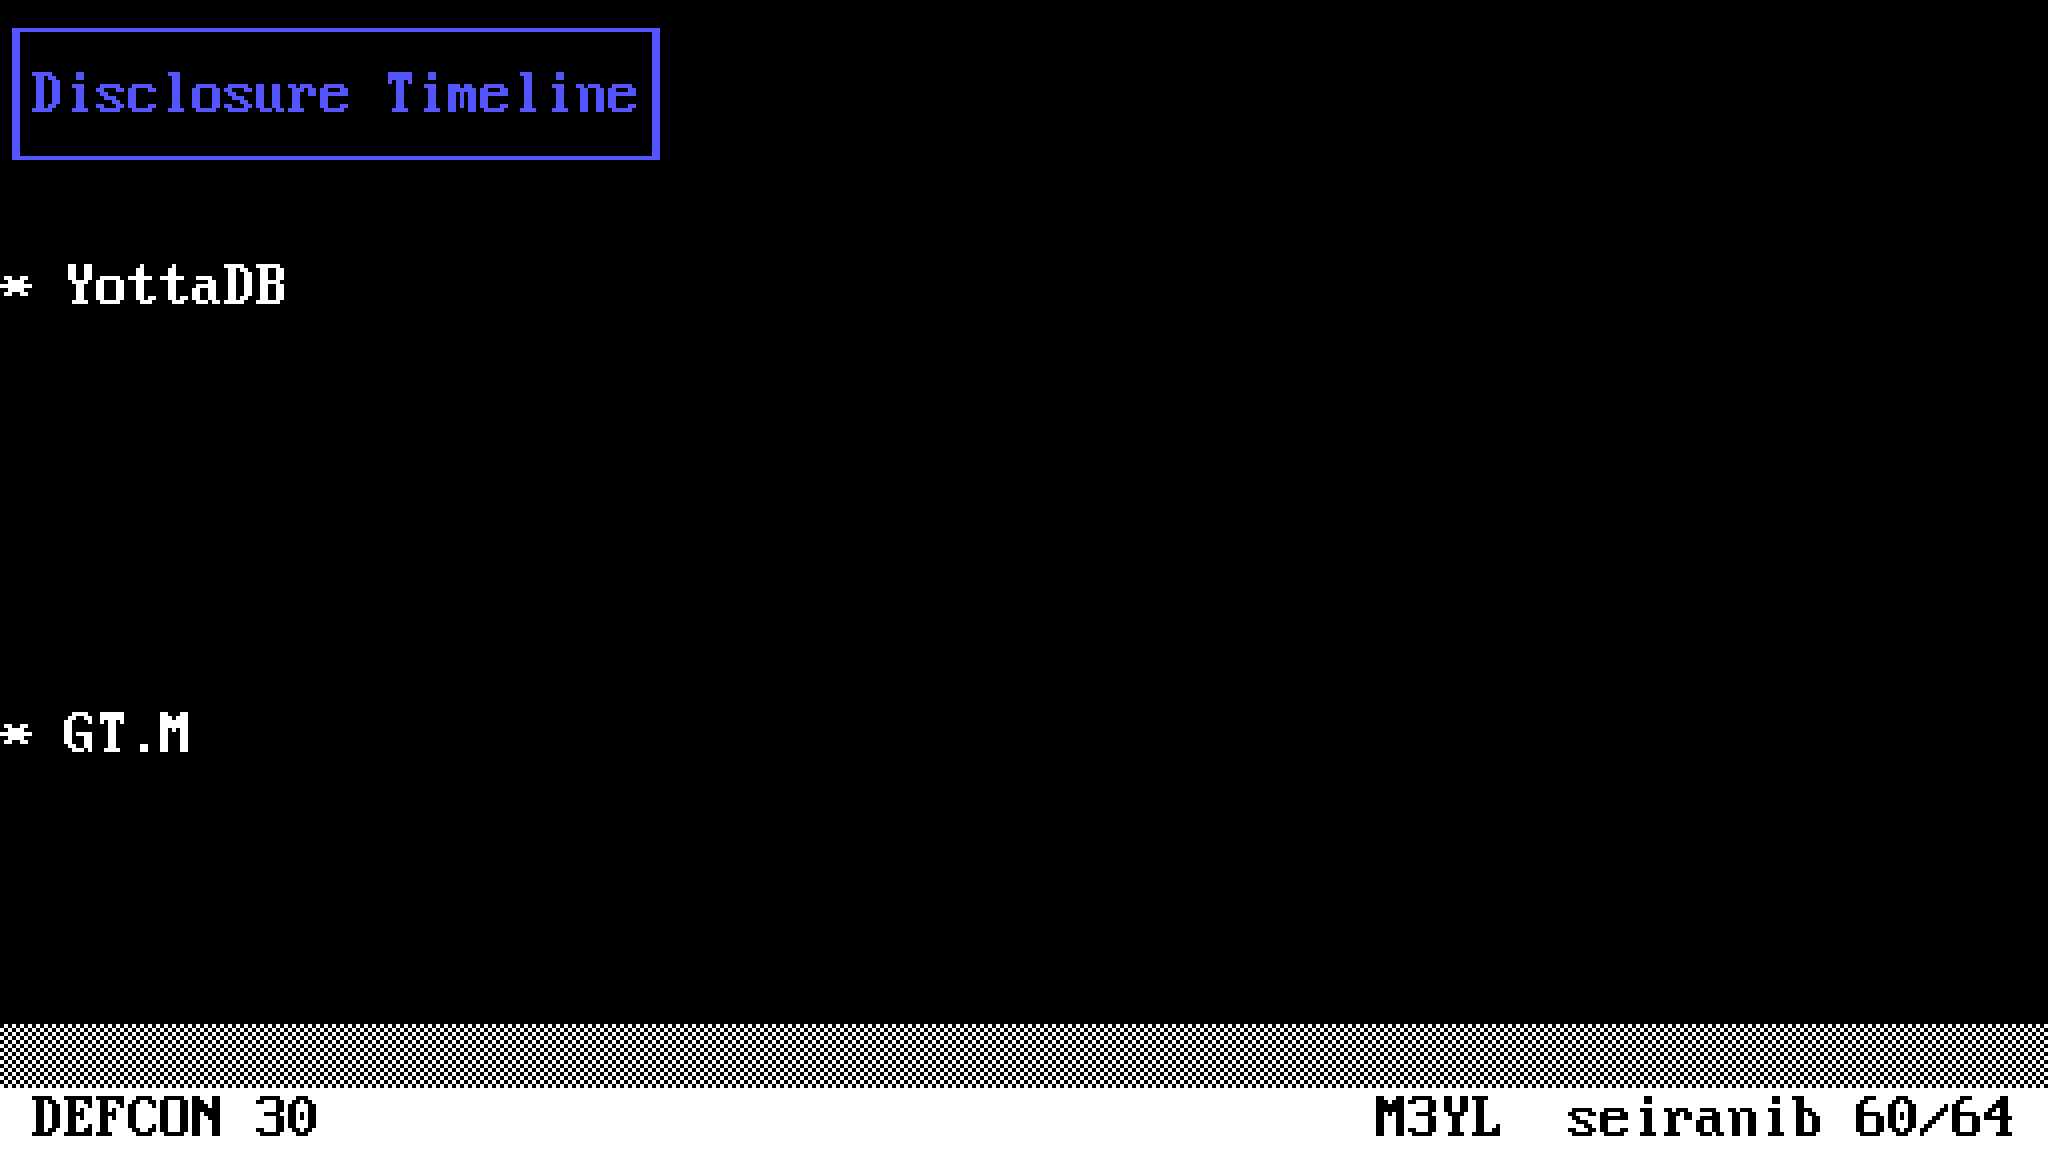 Disclosure Timeline
* YottaDB
* GT.M
DEFCON 30 M3YL seiranib 60/64